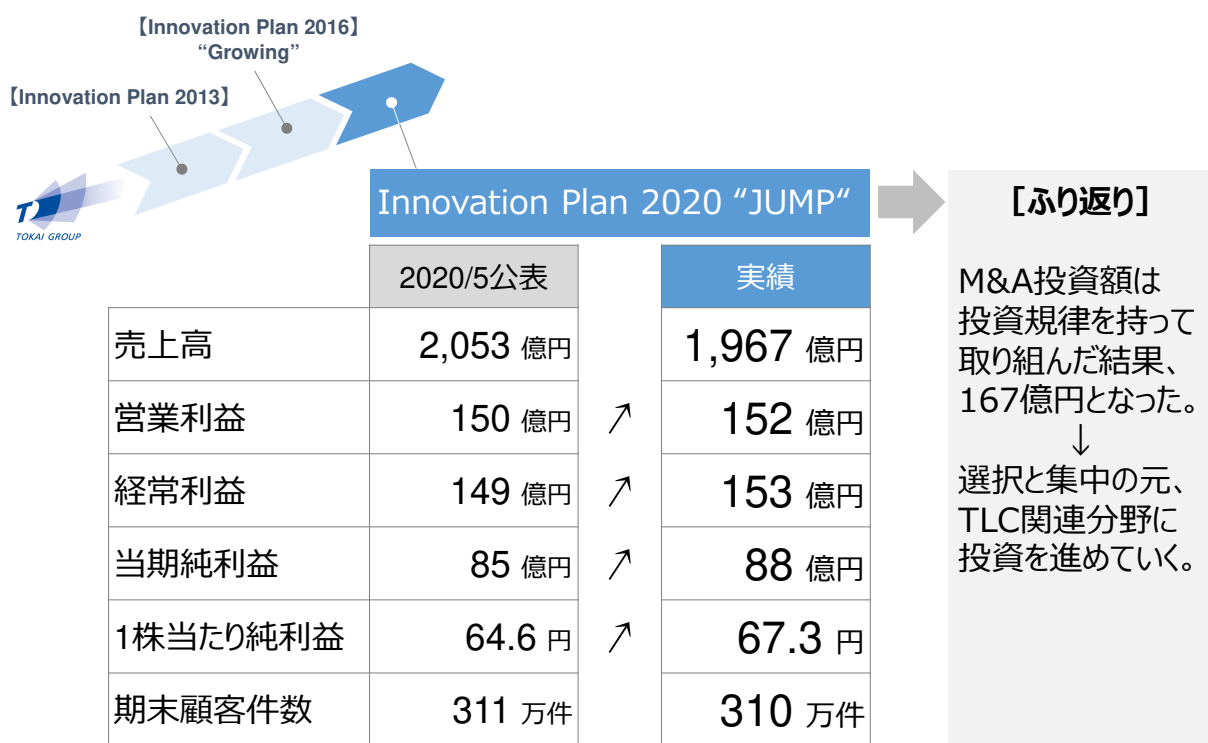 【Innovation Plan 2016】
“Growing”
【Innovation Plan 2013】
TOKAI GROUP
Innovation Plan 2020 “JUMP“
[ふり返り]
2020/5公表 実績
売上高 2,053 億円 1,967 億円
営業利益 150 億円 ↗ 152 億円
経常利益 149 億円 ↗ 153 億円
当期純利益 85 億円 ↗ 88 億円
1株当たり純利益 64.6 円 ↗ 67.3 円
期末顧客件数 311 万件 310 万件
M&A投資額は
投資規律を持って
取り組んだ結果、
167億円となった。
↓
選択と集中の元、
TLC関連分野に
投資を進めていく。